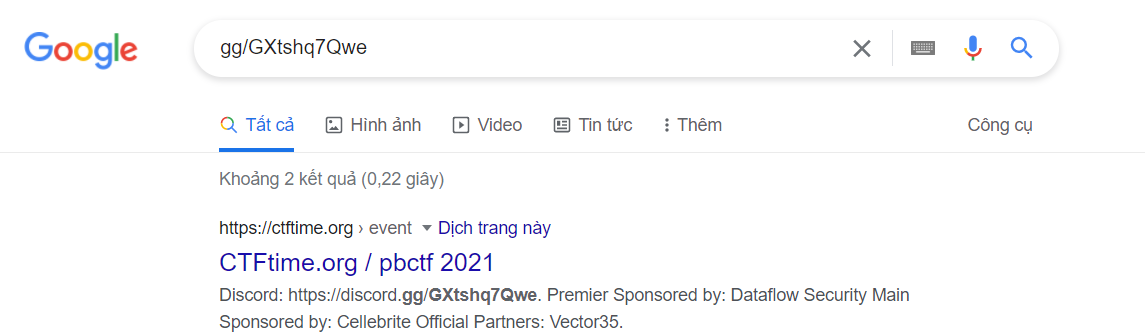 Google
gg/GXtshq7Qwe
Tất cả Hình ảnh Video Tin tức Thêm Công cụ
Khoảng 2 kết quả (0,22 giây)
https://ctftime.org › event Dịch trang này
CTFtime.org / pbctf 2021
Discord: https://discord.gg/GXtshq7Qwe. Premier Sponsored by: Dataflow Security Main
Sponsored by: Cellebrite Official Partners: Vector35.